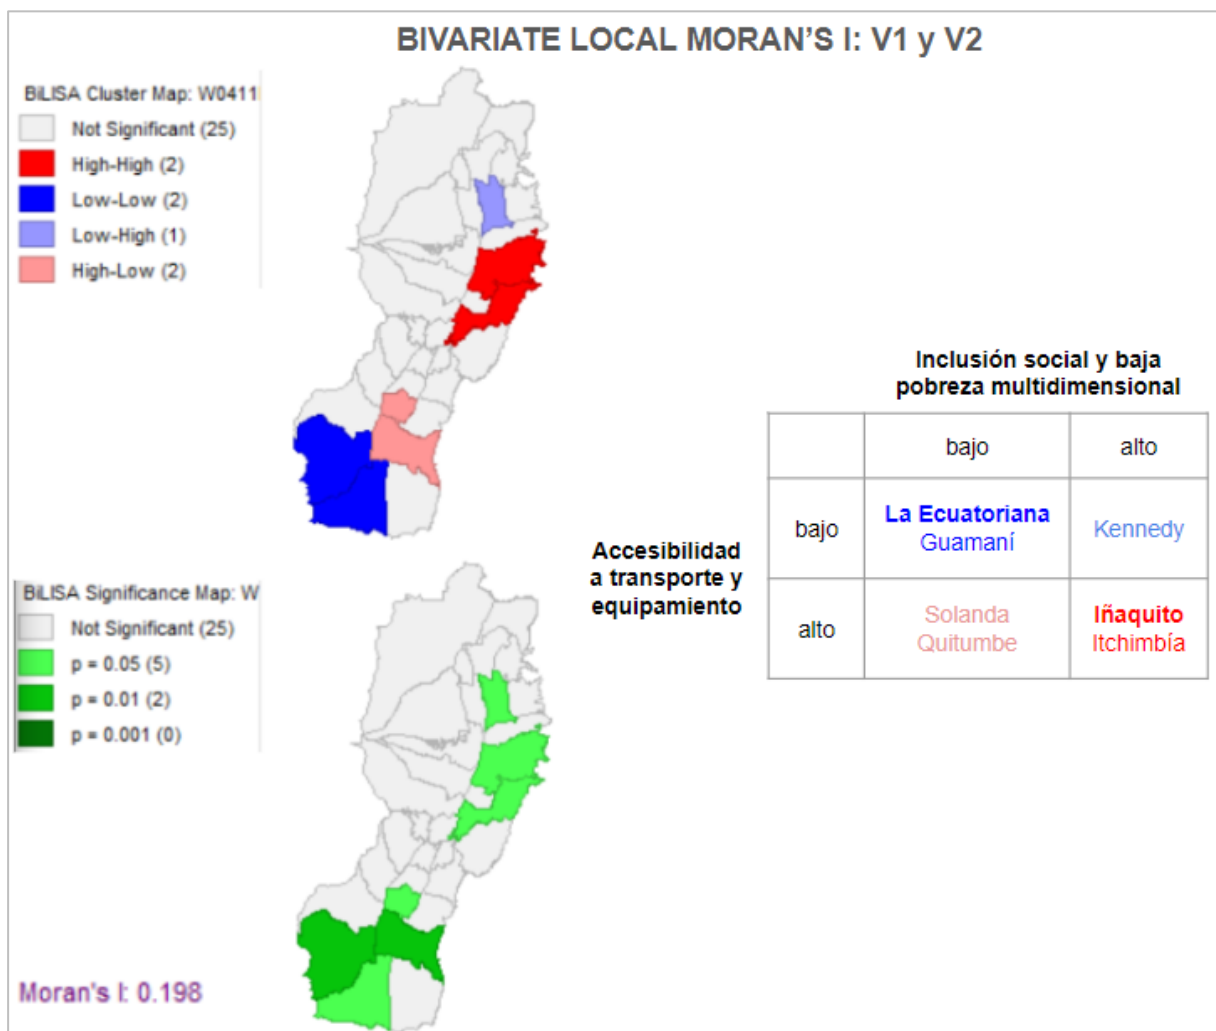 BIVARIATE LOCAL MORAN'S I: V1 y V2
BiLISA Cluster Map: W0411
Not Significant (25)
High-High (2)
Low-Low (2)
Low-High (1)
High-Low (2)
Inclusión social y baja
pobreza multidimensional
bajo alto
Accesibilidad
a transporte y
equipamiento
bajo
La Ecuatoriana
Guamaní
Kennedy
alto
Solanda
Quitumbe
Iñaquito
Itchimbía
BiLISA Significance Map: W
Not Significant (25)
p = 0.05 (5)
p = 0.01 (2)
p = 0.001 (0)
Moran's I: 0.198